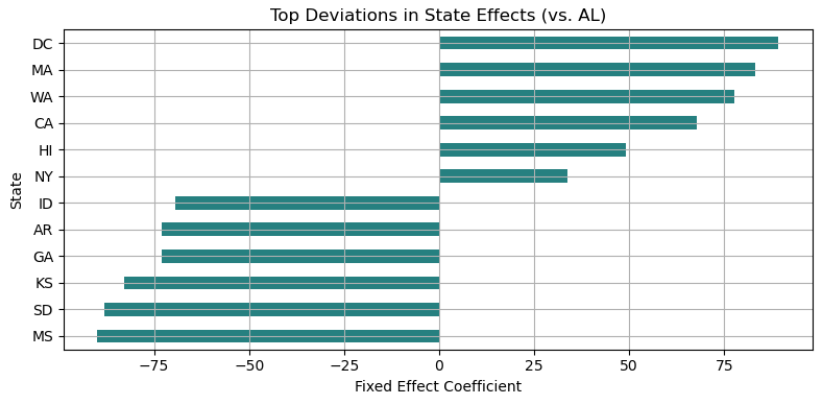 Top Deviations in State Effects (vs. AL)
DC
MA
WA
CA
HI
NY
ID
AR
GA
KS
SD
MS
State
−75 −50 −25 0 25 50 75
Fixed Effect Coefficient